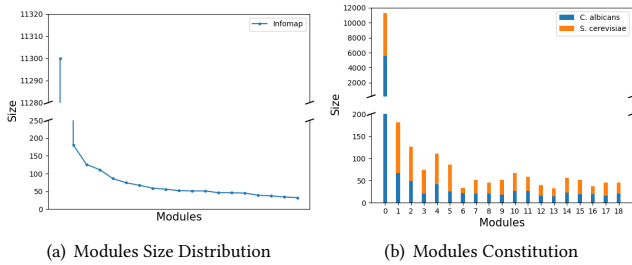 11320
11310
11300
11290
11280
250
200
150
100
50
0
Size
Modules
Infomap
(a) Modules Size Distribution
12000
10000
8000
6000
4000
2000
200
150
100
50
0
Size
0 1 2 3 4 5 6 7 8 9 10 11 12 13 14 15 16 17 18
Modules
C. albicans
S. cerevisiae
(b) Modules Constitution